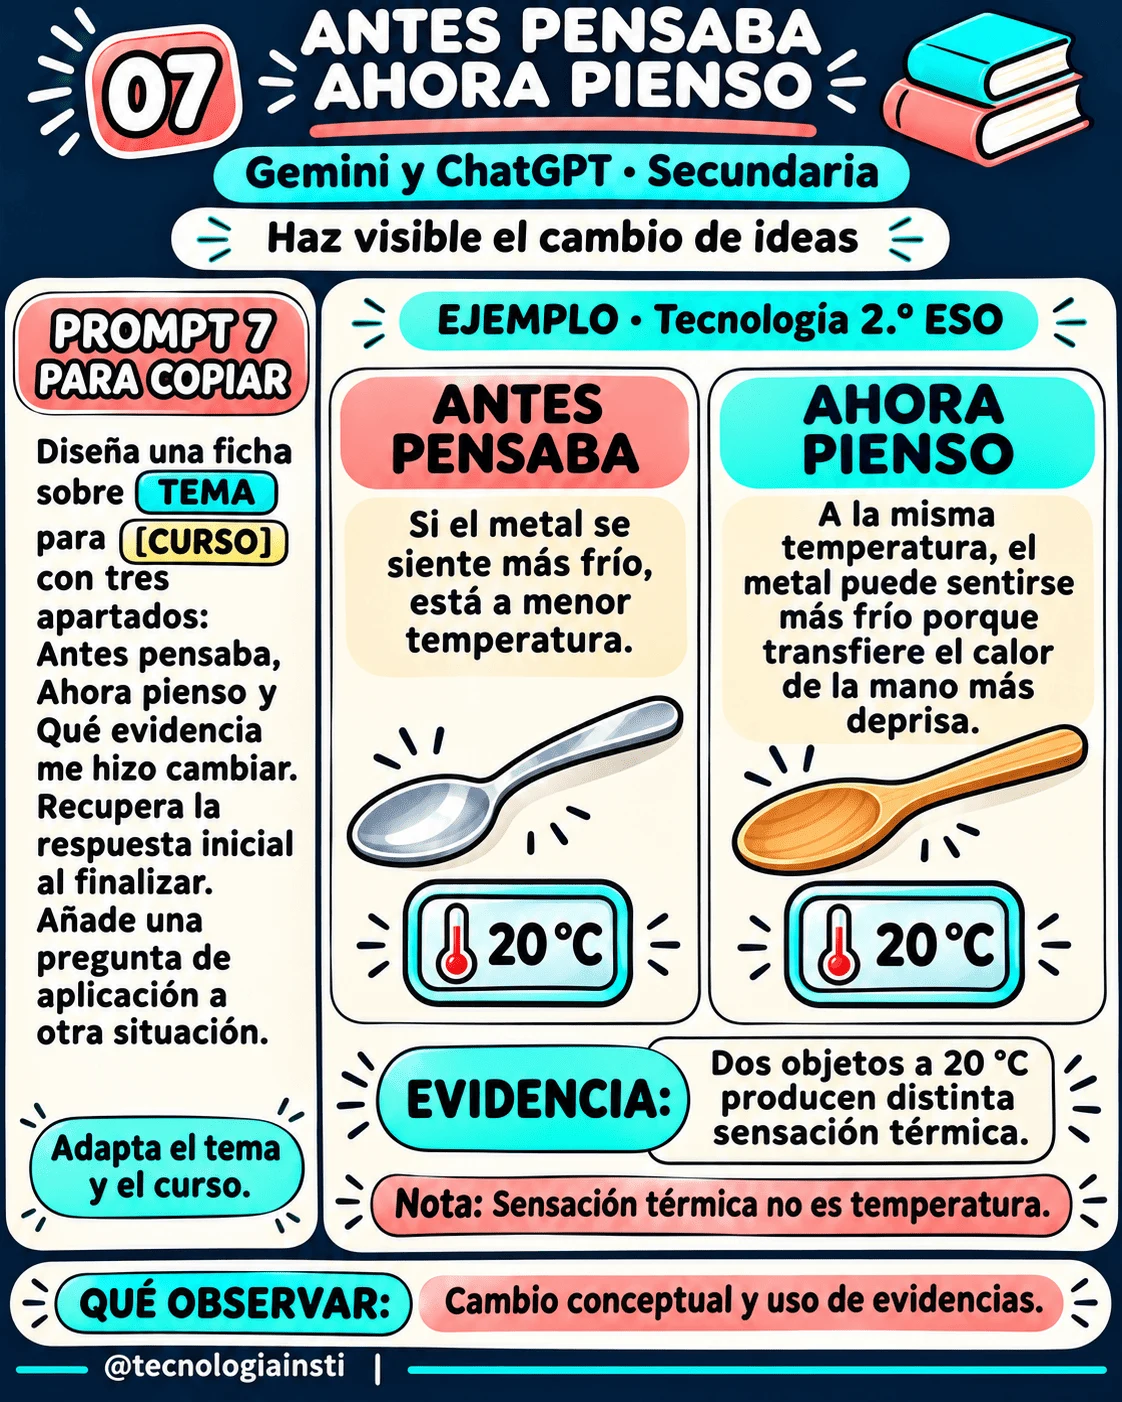 07
ANTES PENSABA
AHORA PIENSO
Gemini y ChatGPT • Secundaria
Haz visible el cambio de ideas
PROMPT 7
PARA COPIAR
Diseña una ficha
sobre TEMA
para [CURSO]
con tres
apartados:
Antes pensaba,
Ahora pienso y
Qué evidencia
me hizo cambiar.
Recupera la
respuesta inicial
al finalizar.
Añade una
pregunta de
aplicación a
otra situación.
Adapta el tema
y el curso.
EJEMPLO • Tecnología 2.º ESO
ANTES
PENSABA
Si el metal se
siente más frío,
está a menor
temperatura.
20 °C
AHORA
PIENSO
A la misma
temperatura, el
metal puede sentirse
más frío porque
transfiere el calor
de la mano más
deprisa.
20 °C
EVIDENCIA:
Dos objetos a 20 °C
producen distinta
sensación térmica.
Nota: Sensación térmica no es temperatura.
QUÉ OBSERVAR: Cambio conceptual y uso de evidencias.
@tecnologiainsti |